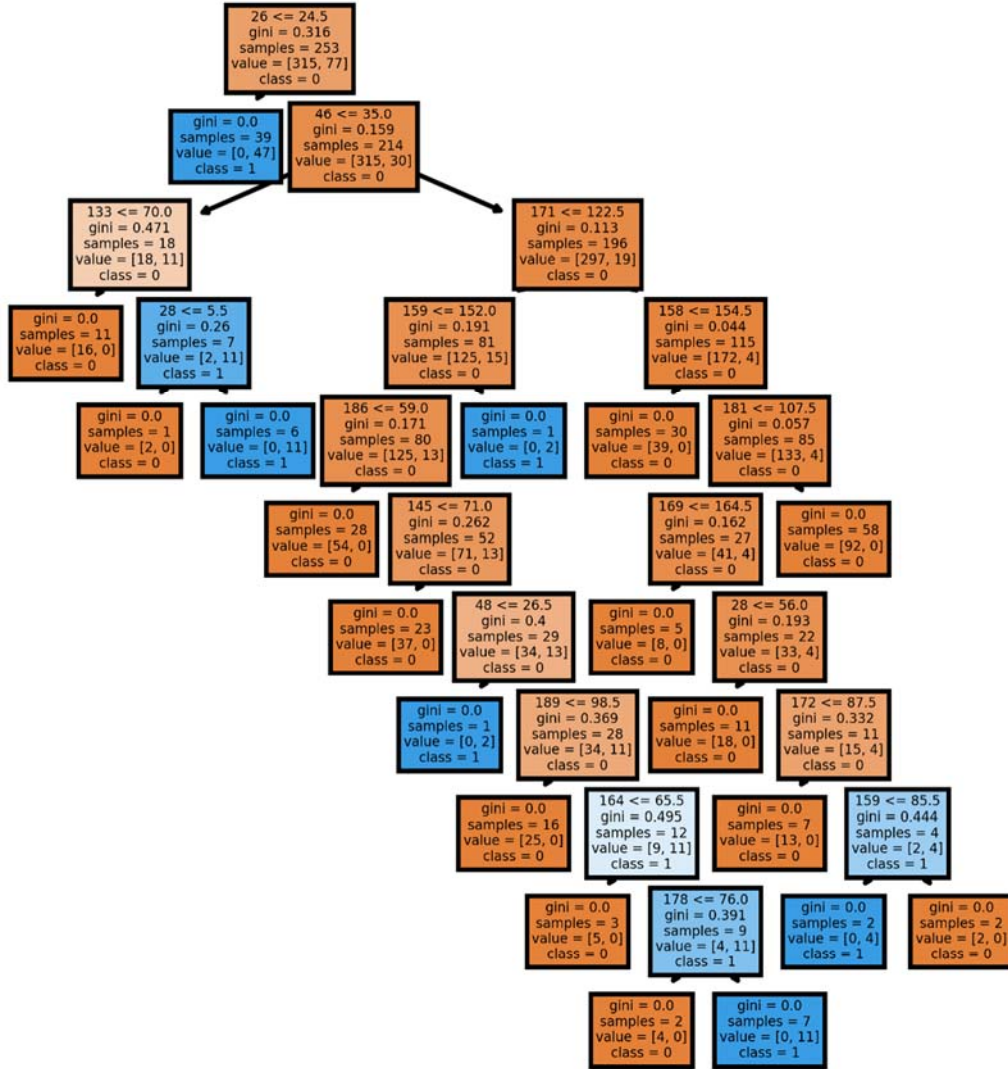 26 <= 24.5
gini = 0.316
samples = 253
value = [315, 77]
class = 0
gini = 0.0
samples = 39
value = [0, 47]
class = 1
46 <= 35.0
gini = 0.159
samples = 214
value = [315, 30]
class = 0
133 <= 70.0
gini = 0.471
samples = 18
value = [18, 11]
class = 0
171 <= 122.5
gini = 0.113
samples = 196
value = [297, 19]
class = 0
gini = 0.0
samples = 11
value = [16, 0]
class = 0
28 <= 5.5
gini = 0.26
samples = 7
value = [2, 11]
class = 1
159 <= 152.0
gini = 0.191
samples = 81
value = [125, 15]
class = 0
158 <= 154.5
gini = 0.044
samples = 115
value = [172, 4]
class = 0
gini = 0.0
samples = 1
value = [2, 0]
class = 0
gini = 0.0
samples = 6
value = [0, 11]
class = 1
186 <= 59.0
gini = 0.171
samples = 80
value = [125, 13]
class = 0
gini = 0.0
samples = 1
value = [0, 2]
class = 1
gini = 0.0
samples = 30
value = [39, 0]
class = 0
181 <= 107.5
gini = 0.057
samples = 85
value = [133, 4]
class = 0
gini = 0.0
samples = 28
value = [54, 0]
class = 0
145 <= 71.0
gini = 0.262
samples = 52
value = [71, 13]
class = 0
169 <= 164.5
gini = 0.162
samples = 27
value = [41, 4]
class = 0
gini = 0.0
samples = 58
value = [92, 0]
class = 0
gini = 0.0
samples = 23
value = [37, 0]
class = 0
48 <= 26.5
gini = 0.4
samples = 29
value = [34, 13]
class = 0
gini = 0.0
samples = 5
value = [8, 0]
class = 0
28 <= 56.0
gini = 0.193
samples = 22
value = [33, 4]
class = 0
gini = 0.0
samples = 1
value = [0, 2]
class = 1
189 <= 98.5
gini = 0.369
samples = 28
value = [34, 11]
class = 0
gini = 0.0
samples = 11
value = [18, 0]
class = 0
172 <= 87.5
gini = 0.332
samples = 11
value = [15, 4]
class = 0
gini = 0.0
samples = 16
value = [25, 0]
class = 0
164 <= 65.5
gini = 0.495
samples = 12
value = [9, 11]
class = 1
gini = 0.0
samples = 7
value = [13, 0]
class = 0
159 <= 85.5
gini = 0.444
samples = 4
value = [2, 4]
class = 1
gini = 0.0
samples = 3
value = [5, 0]
class = 0
178 <= 76.0
gini = 0.391
samples = 9
value = [4, 11]
class = 1
gini = 0.0
samples = 2
value = [0, 4]
class = 1
gini = 0.0
samples = 2
value = [2, 0]
class = 0
gini = 0.0
samples = 2
value = [4, 0]
class = 0
gini = 0.0
samples = 7
value = [0, 11]
class = 1